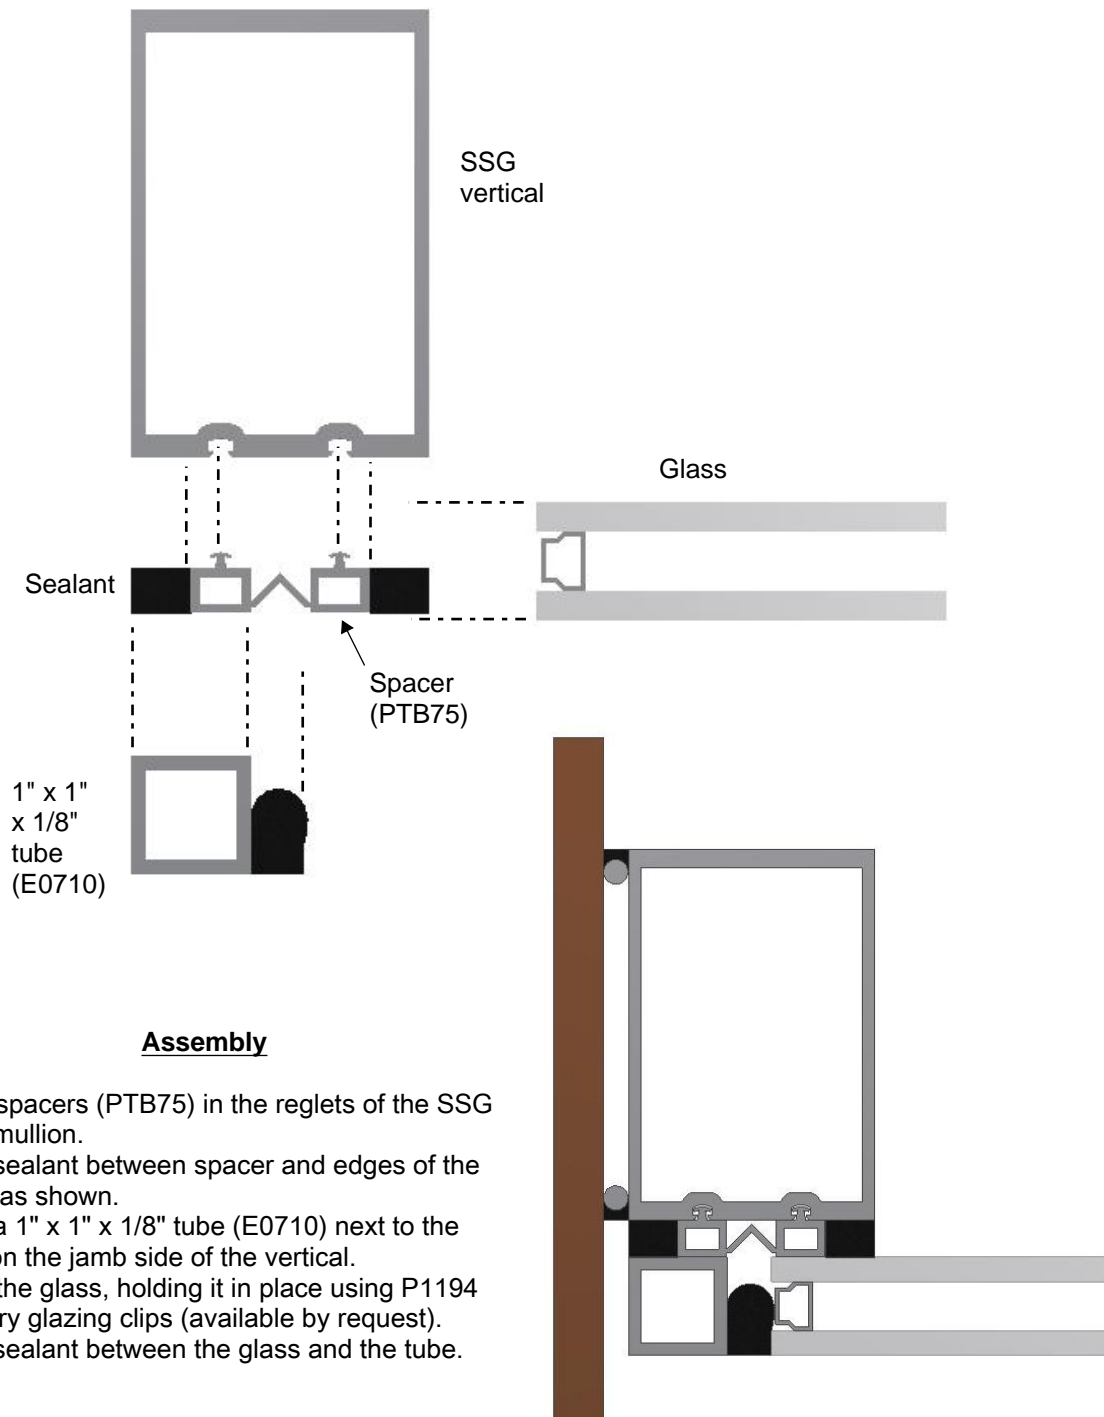 SSG
vertical
Glass
Sealant
Spacer
(PTB75)
1" x 1"
x 1/8"
tube
(E0710)
Assembly
spacers (PTB75) in the reglets of the SSG
mullion.
sealant between spacer and edges of the
as shown.
a 1" x 1" x 1/8" tube (E0710) next to the
on the jamb side of the vertical.
the glass, holding it in place using P1194
ry glazing clips (available by request).
sealant between the glass and the tube.